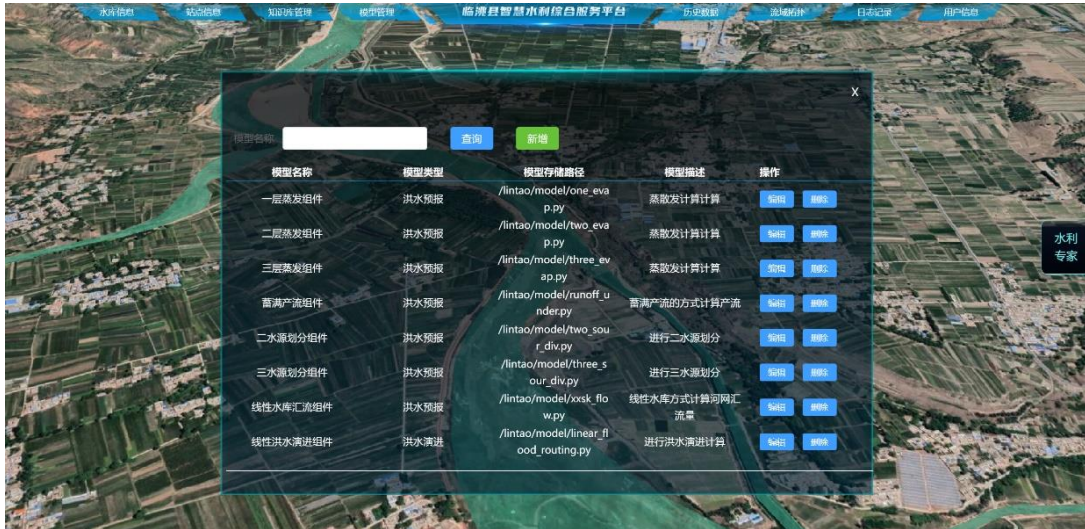 水库信息 站点信息 知识库管理 模型管理 临洮县智慧水利综合服务平台 历史数据 流域拓扑 日志记录 用户信息
X
模型名称 查询 新增
模型名称 模型类型 模型存储路径 模型描述 操作
一层蒸发组件 洪水预报 /lintao/model/one_eva 蒸散发计算计算 编辑 删除
p.py
二层蒸发组件 洪水预报 /lintao/model/two_eva 蒸散发计算计算 编辑 删除
p.py
三层蒸发组件 洪水预报 /lintao/model/three_ev 蒸散发计算计算 编辑 删除
ap.py
蓄满产流组件 洪水预报 /lintao/model/runoff_u 蓄满产流的方式计算产流 编辑 删除
nder.py
二水源划分组件 洪水预报 /lintao/model/two_sou 进行二水源划分 编辑 删除
r_div.py
三水源划分组件 洪水预报 /lintao/model/three_s 进行三水源划分 编辑 删除
our_div.py
线性水库汇流组件 洪水预报 /lintao/model/xxsk_flo 线性水库方式计算河网汇 编辑 删除
w.py 流量
线性洪水演进组件 洪水演进 /lintao/model/linear_fl 进行洪水演进计算 编辑 删除
ood_routing.py
水利
专家